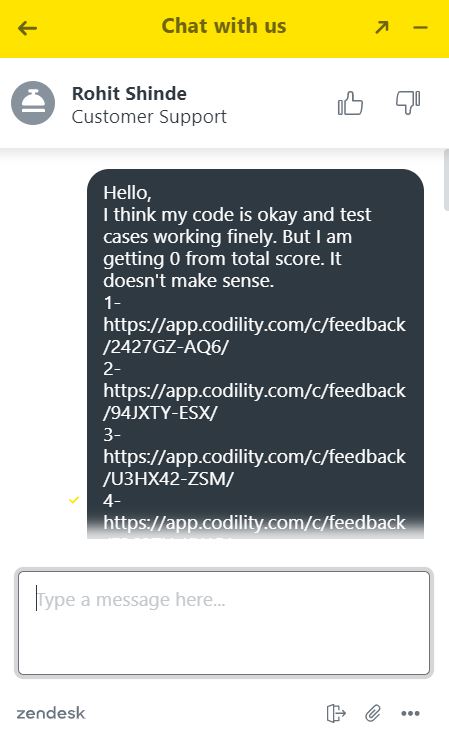 Chat with us
Rohit Shinde
Customer Support
Hello,
I think my code is okay and test
cases working finely. But I am
getting 0 from total score. It
doesn't make sense.
1-
https://app.codility.com/c/feedback
/2427GZ-AQ6/
2-
https://app.codility.com/c/feedback
/94JXTY-ESX/
3-
https://app.codility.com/c/feedback
/U3HX42-ZSM/
4-
https://app.codility.com/c/feedback
Type a message here...
zendesk